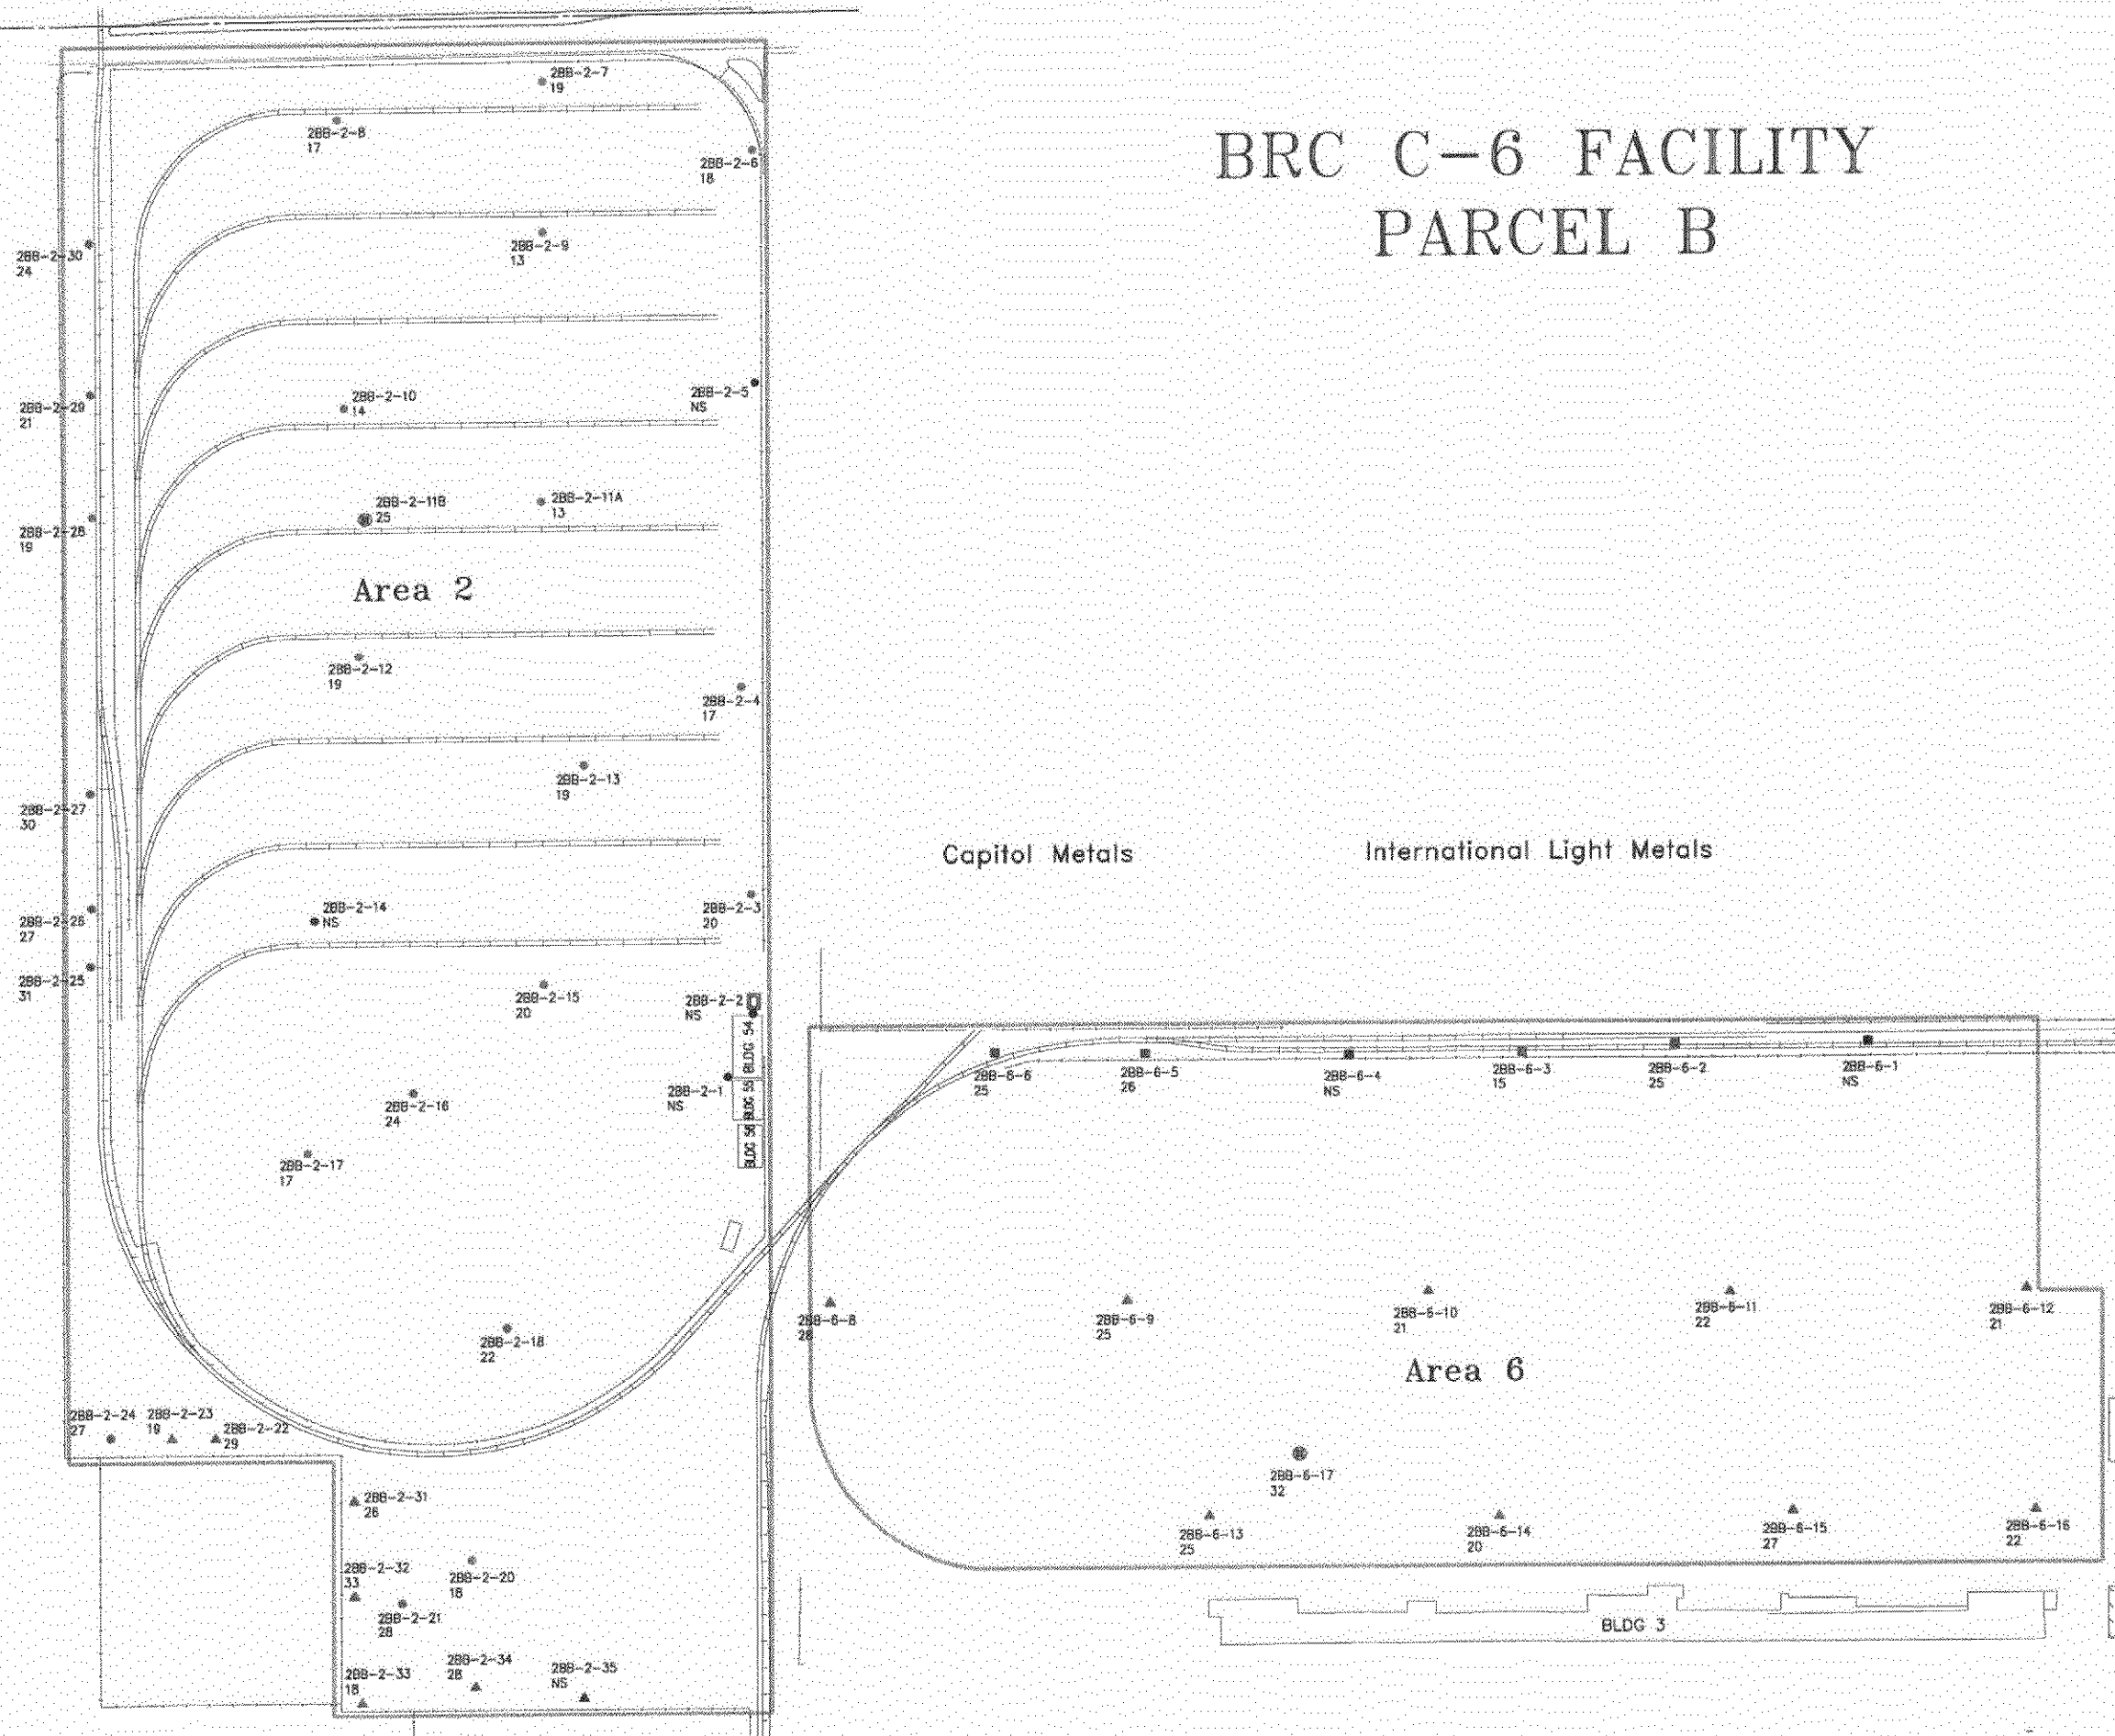 BRC C-6 FACILITY
PARCEL B
2BB-2-7
19
2BB-2-8
17
2BB-2-6
18
2BB-2-30
24
2BB-2-9
13
2BB-2-29
21
2BB-2-10
14
2BB-2-5
NS
2BB-2-28
19
2BB-2-11B
25
2BB-2-11A
13
Area 2
2BB-2-12
19
2BB-2-4
17
2BB-2-13
19
2BB-2-27
30
Capitol Metals
International Light Metals
2BB-2-26
27
2BB-2-14
NS
2BB-2-3
20
2BB-2-25
31
2BB-2-15
20
2BB-2-2
NS
BLDG 54
2BB-2-1
NS
BLDG 55
BLDG 56
2BB-2-16
24
2BB-2-17
17
2BB-6-6
25
2BB-6-5
26
2BB-6-4
NS
2BB-6-3
15
2BB-6-2
25
2BB-6-1
NS
2BB-2-18
22
2BB-6-8
28
2BB-6-9
25
2BB-6-10
21
2BB-6-11
22
2BB-6-12
21
Area 6
2BB-2-24
27
2BB-2-23
19
2BB-2-22
29
2BB-6-17
32
2BB-2-31
26
2BB-6-13
25
2BB-6-14
20
2BB-6-15
27
2BB-6-16
22
2BB-2-32
33
2BB-2-20
18
2BB-2-21
28
BLDG 3
2BB-2-33
18
2BB-2-34
28
2BB-2-35
NS